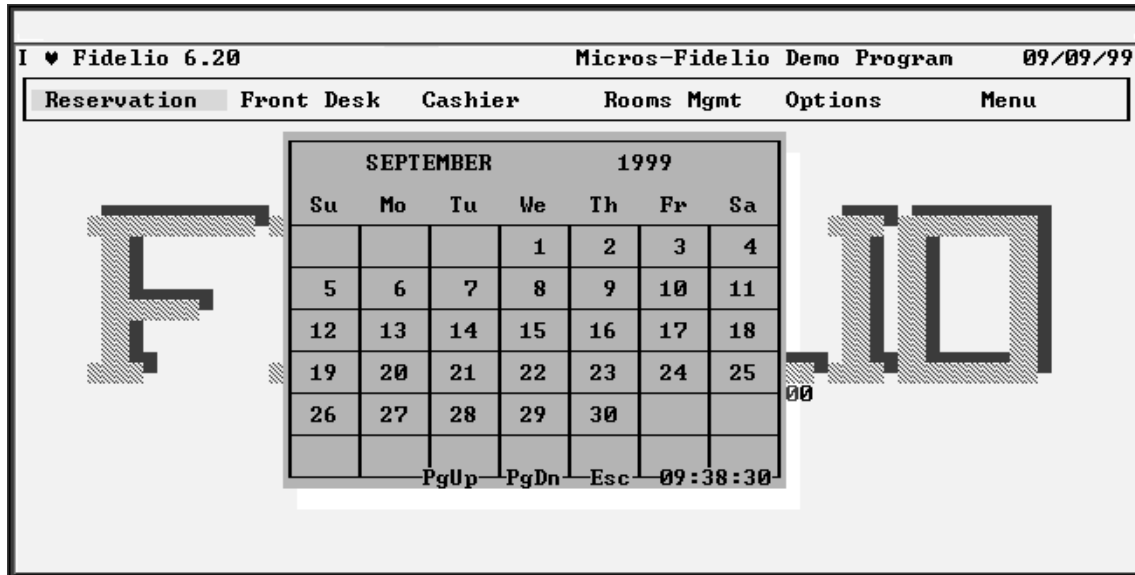 I ♥ Fidelio 6.20 Micros-Fidelio Demo Program 09/09/99
Reservation Front Desk Cashier Rooms Mgmt Options Menu
SEPTEMBER 1999
Su Mo Tu We Th Fr Sa
1 2 3 4
5 6 7 8 9 10 11
12 13 14 15 16 17 18
19 20 21 22 23 24 25
00
26 27 28 29 30
PgUp PgDn Esc 09:38:30